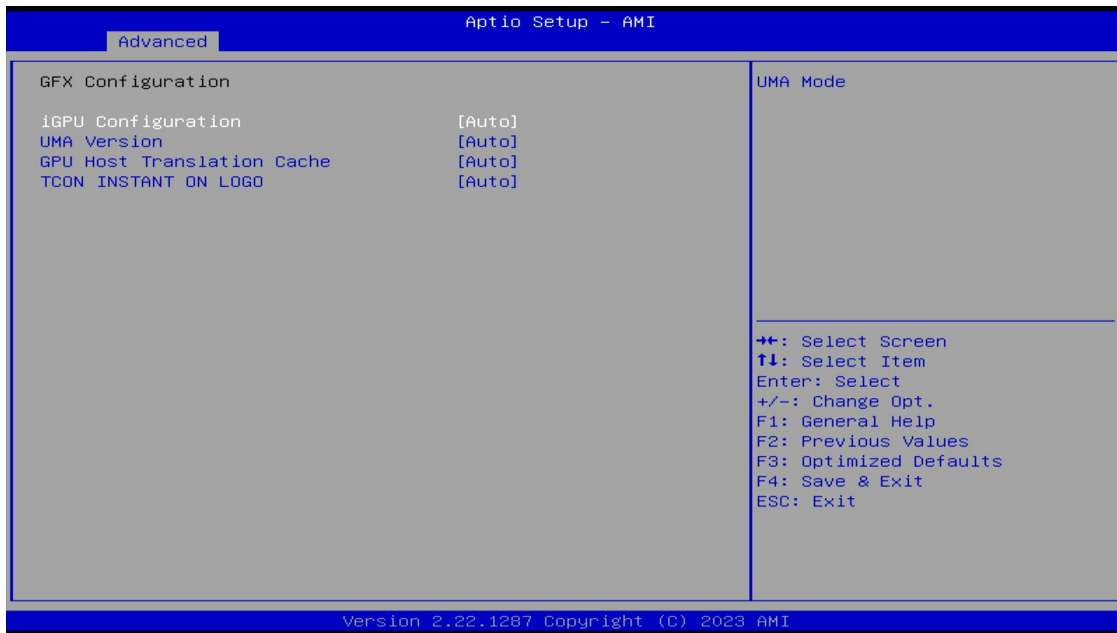 Aptio Setup – AMI
Advanced
GFX Configuration
iGPU Configuration [Auto]
UMA Version [Auto]
GPU Host Translation Cache [Auto]
TCON INSTANT ON LOGO [Auto]
UMA Mode
→←: Select Screen
↑↓: Select Item
Enter: Select
+/-: Change Opt.
F1: General Help
F2: Previous Values
F3: Optimized Defaults
F4: Save & Exit
ESC: Exit
Version 2.22.1287 Copyright (C) 2023 AMI